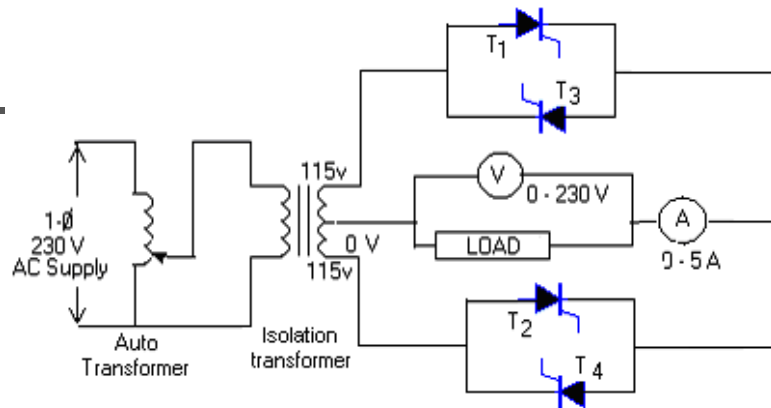 T1
T3
115v
V
0 - 230 V
1-Ø
230 V
AC Supply
0 V
LOAD
A
0 - 5 A
115v
Auto
Transformer
Isolation
transformer
T2
T4